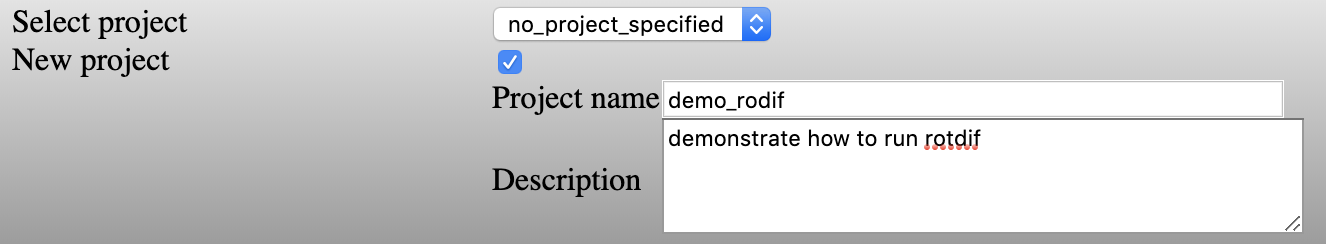 Select project no_project_specified
New project
Project name demo_rodif
demonstrate how to run rotdif
Description